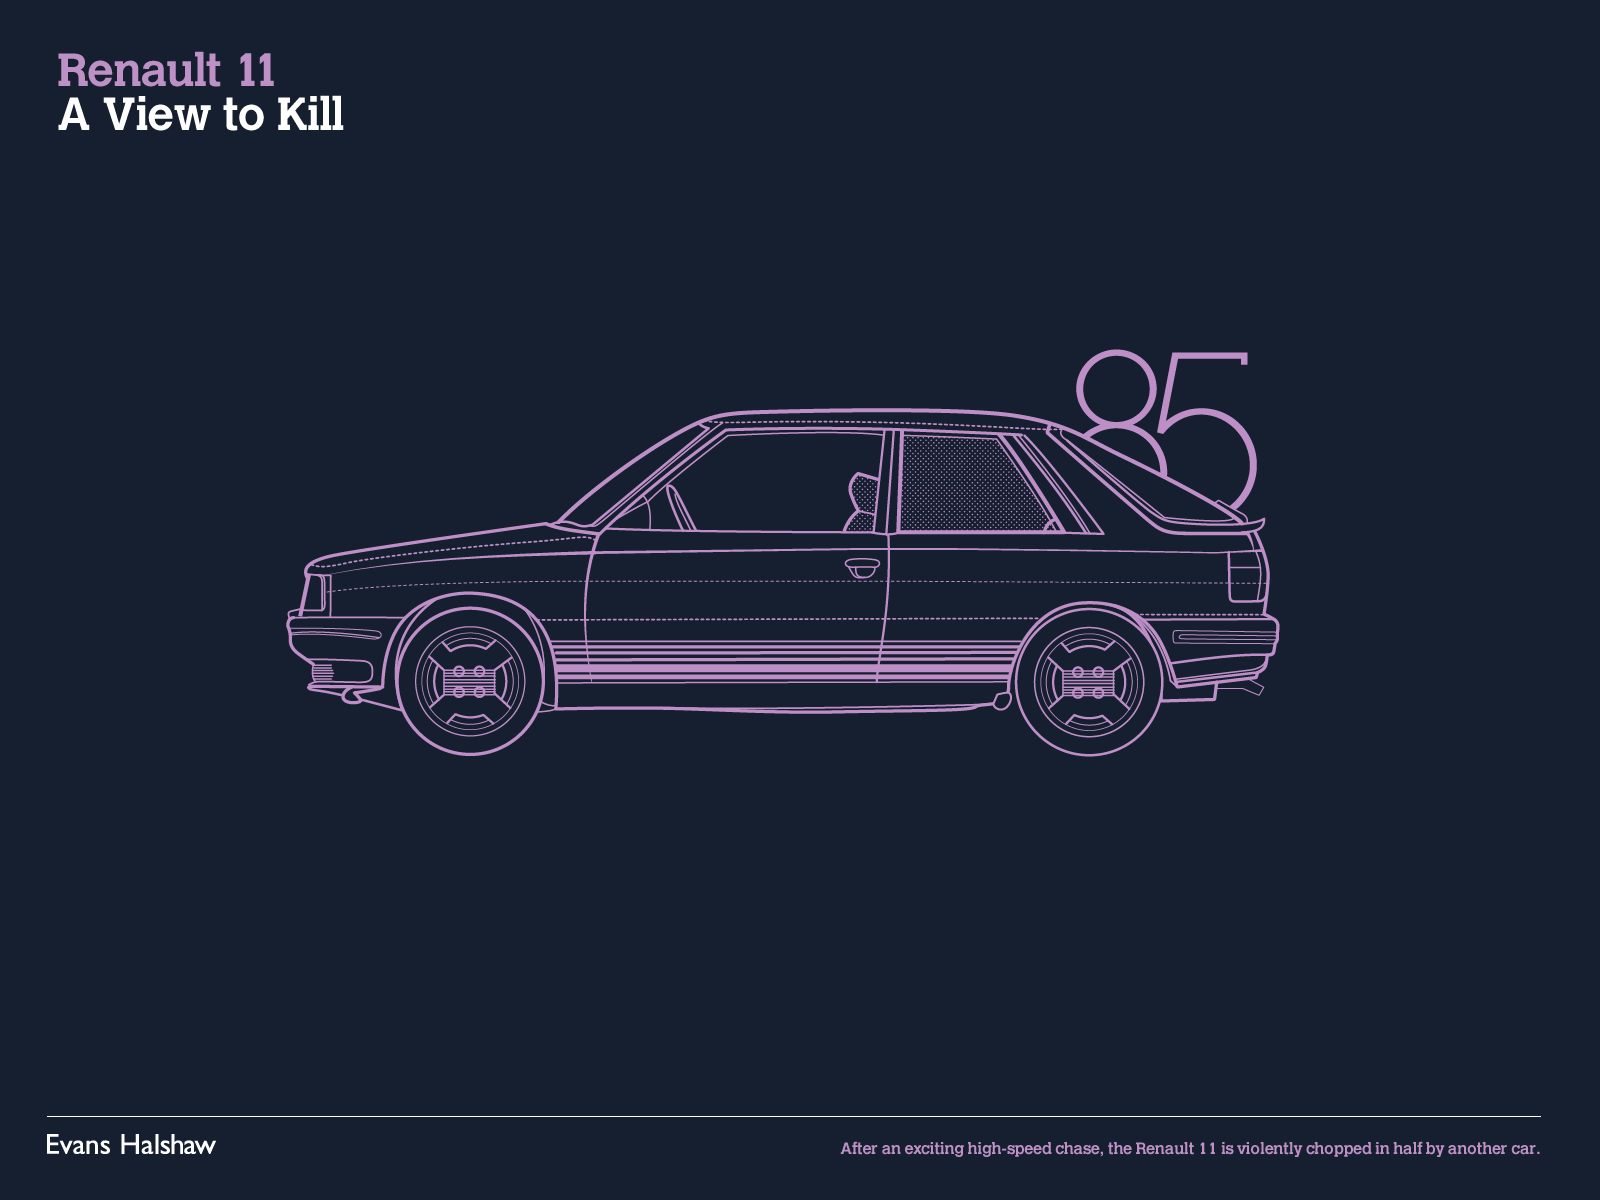 Renault 11
A View to Kill
85
Evans Halshaw
After an exciting high-speed chase, the Renault 11 is violently chopped in half by another car.